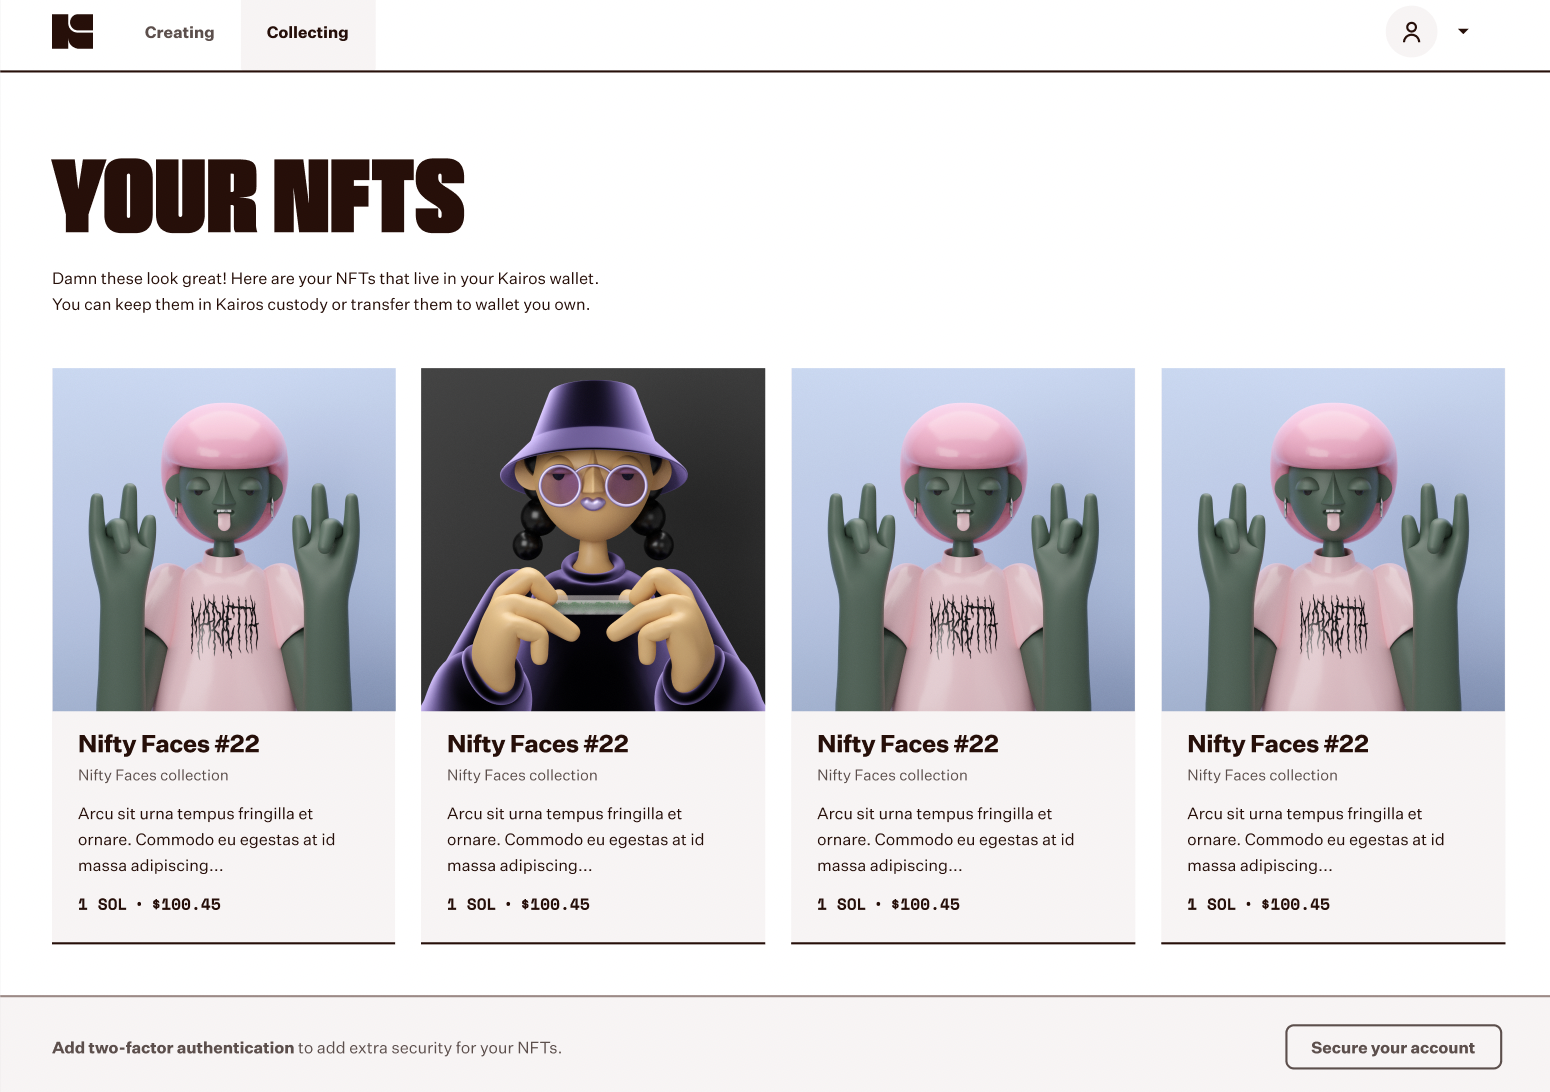 Creating
Collecting
YOUR NFTS
Damn these look great! Here are your NFTs that live in your Kairos wallet.
You can keep them in Kairos custody or transfer them to wallet you own.
Nifty Faces #22
Nifty Faces collection
Arcu sit urna tempus fringilla et
ornare. Commodo eu egestas at id
massa adipiscing...
1 SOL • $100.45
Nifty Faces #22
Nifty Faces collection
Arcu sit urna tempus fringilla et
ornare. Commodo eu egestas at id
massa adipiscing...
1 SOL • $100.45
Nifty Faces #22
Nifty Faces collection
Arcu sit urna tempus fringilla et
ornare. Commodo eu egestas at id
massa adipiscing...
1 SOL • $100.45
Nifty Faces #22
Nifty Faces collection
Arcu sit urna tempus fringilla et
ornare. Commodo eu egestas at id
massa adipiscing...
1 SOL • $100.45
Add two-factor authentication to add extra security for your NFTs.
Secure your account